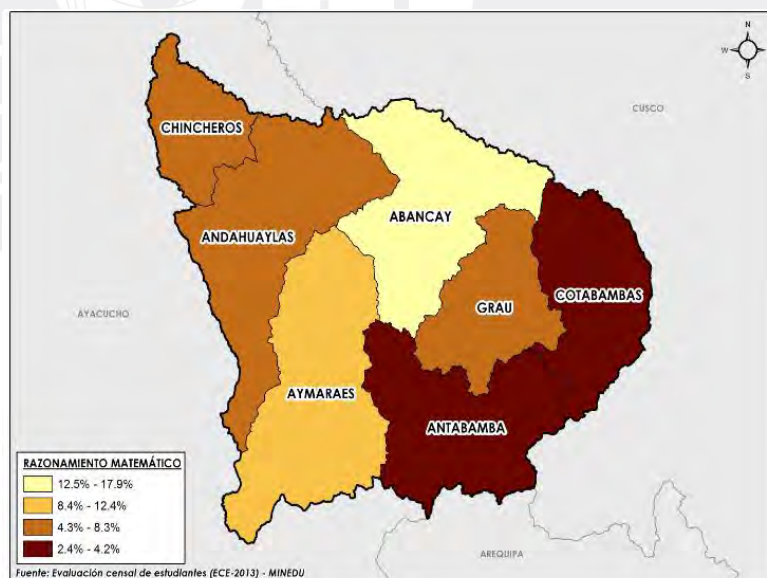 N
W
S
CUSCO
CHINCHEROS
ABANCAY
ANDAHUAYLAS
COTABAMBAS
GRAU
AYACUCHO
AYMARAES
ANTABAMBA
RAZONAMIENTO MATEMÁTICO
12.5% - 17.9%
8.4% - 12.4%
4.3% - 8.3%
2.4% - 4.2%
AREQUIPA
Fuente: Evaluación censal de estudiantes (ECE-2013) - MINEDU